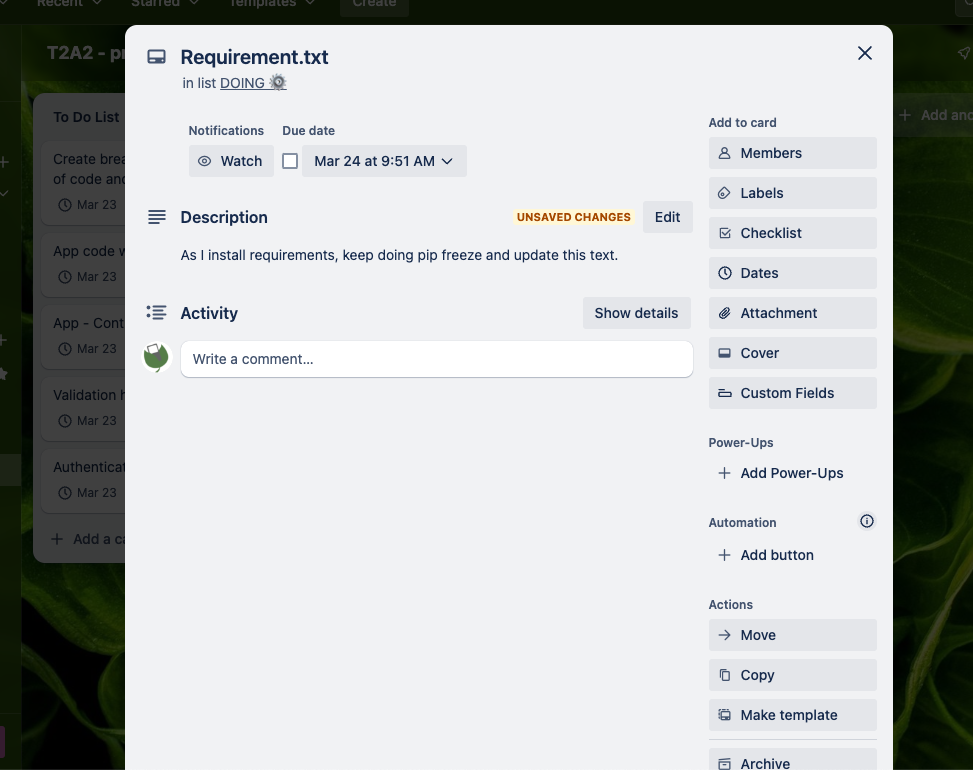 Recent
Starred
Templates
Create
T2A2 - pr
To Do List
Create brea
of code and
Mar 23
App code w
Mar 23
App - Cont
Mar 23
Validation h
Mar 23
Authenticat
Mar 23
Add a ca
Add ano
Requirement.txt
in list DOING
Notifications
Due date
Watch
Mar 24 at 9:51 AM
Description
UNSAVED CHANGES
Edit
As I install requirements, keep doing pip freeze and update this text.
Activity
Show details
Write a comment…
Add to card
Members
Labels
Checklist
Dates
Attachment
Cover
Custom Fields
Power-Ups
Add Power-Ups
Automation
Add button
Actions
Move
Copy
Make template
Archive